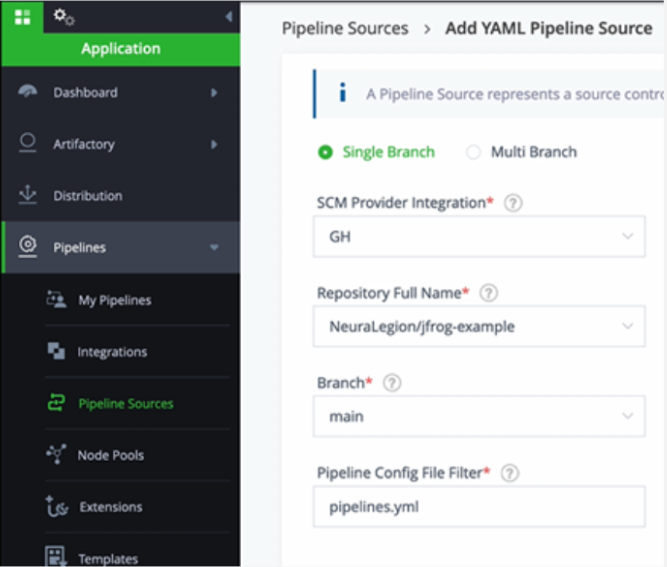 Application
Dashboard
Artifactory
Distribution
Pipelines
My Pipelines
Integrations
Pipeline Sources
Node Pools
Extensions
Templates
Pipeline Sources > Add YAML Pipeline Source
i A Pipeline Source represents a source contro
Single Branch Multi Branch
SCM Provider Integration* ?
GH
Repository Full Name* ?
NeuraLegion/jfrog-example
Branch* ?
main
Pipeline Config File Filter* ?
pipelines.yml